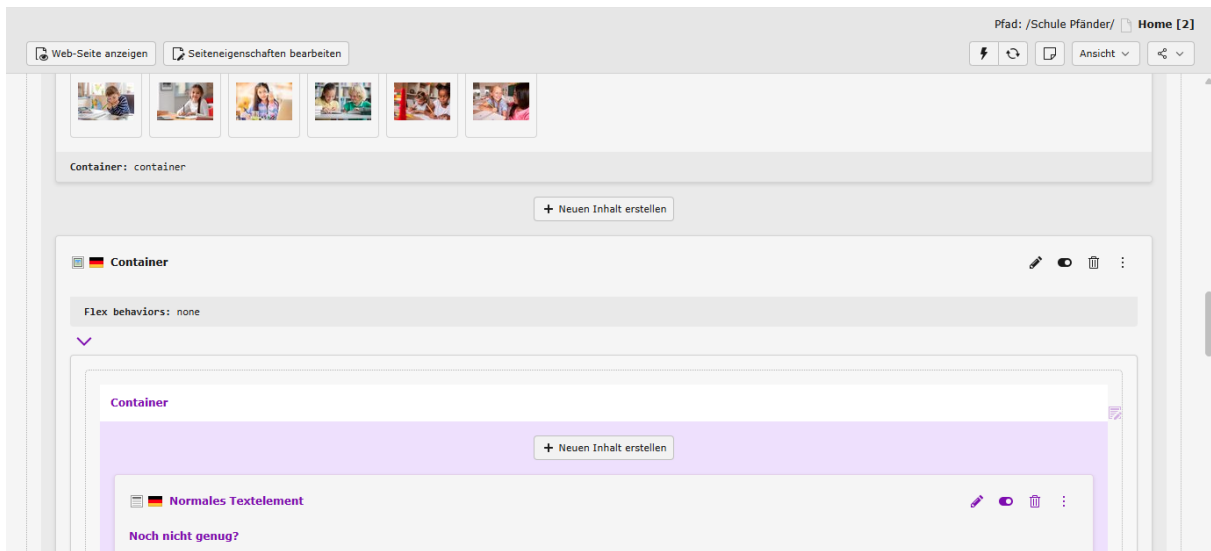 Pfad: /Schule Pfänder/ Home [2]
Web-Seite anzeigen Seiteneigenschaften bearbeiten Ansicht
Container: container
+ Neuen Inhalt erstellen
Container
Flex behaviors: none
Container
+ Neuen Inhalt erstellen
Normales Textelement
Noch nicht genug?